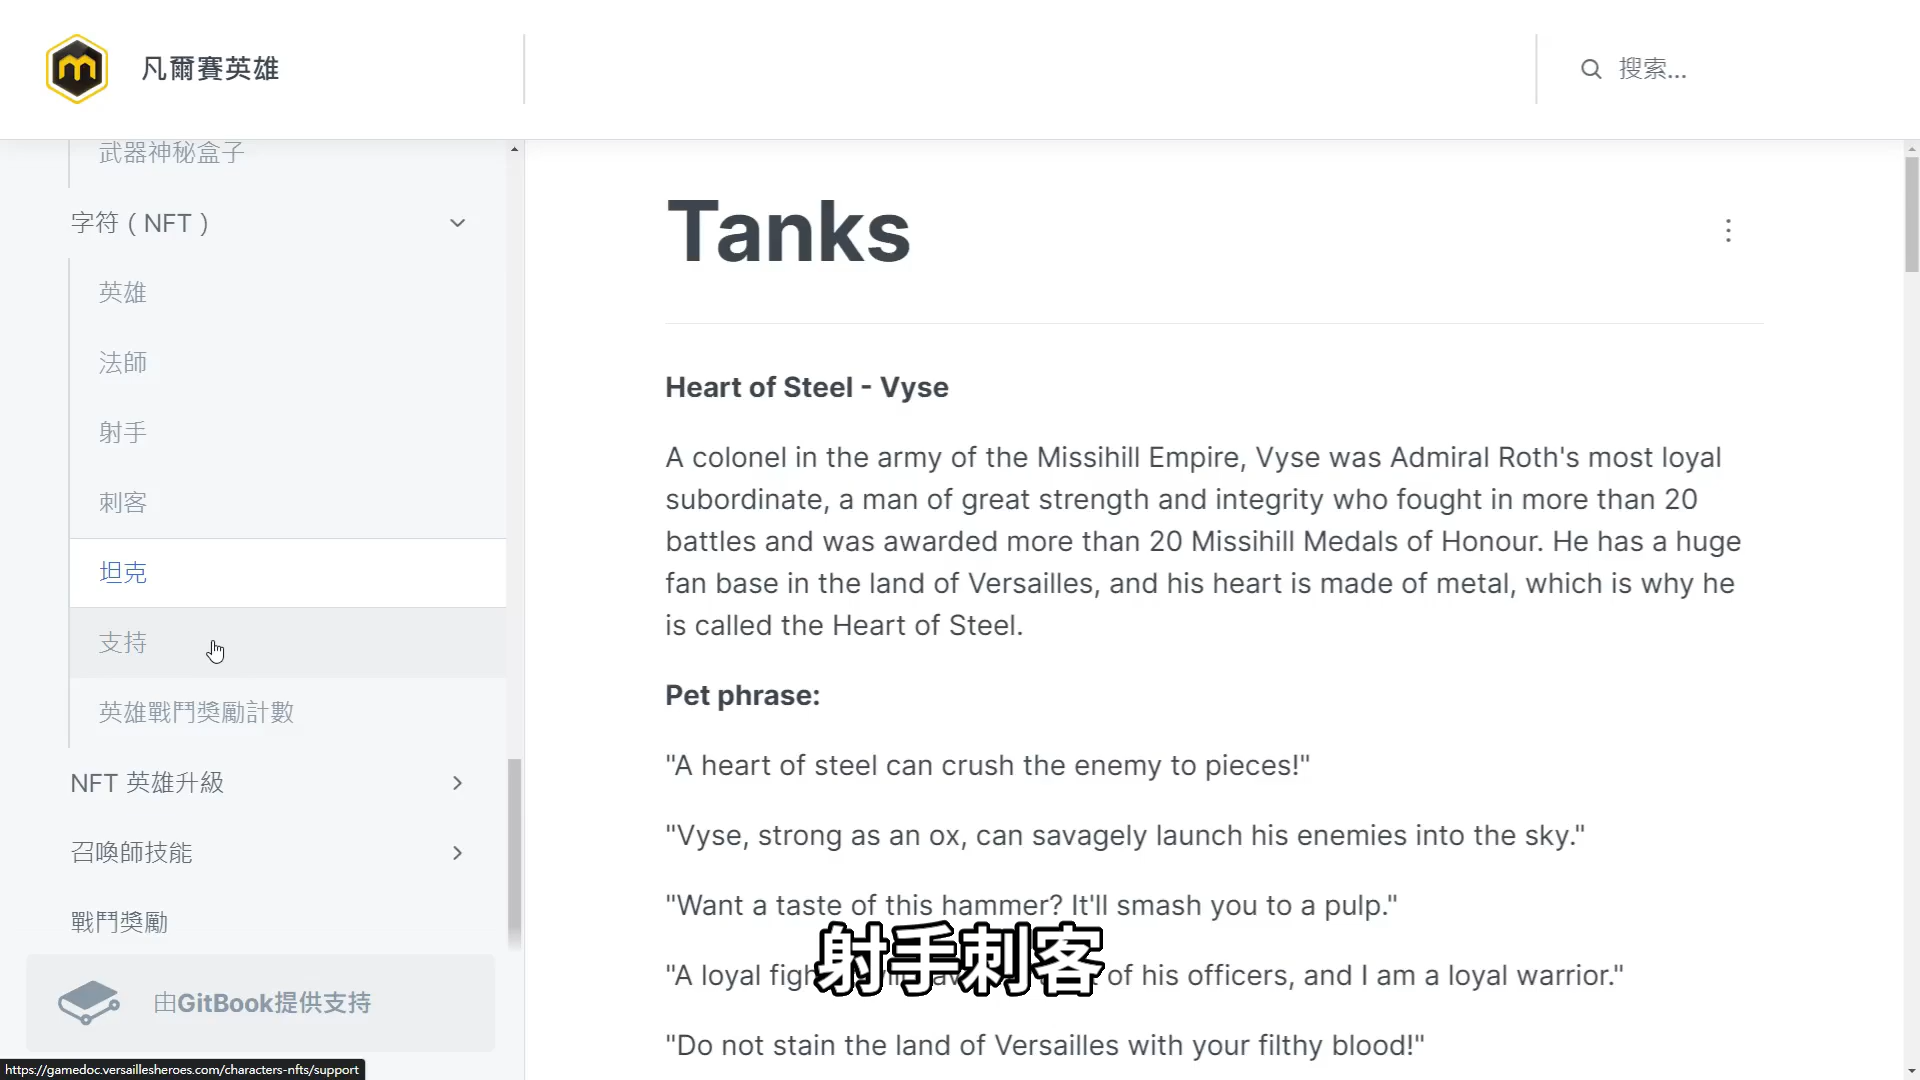 凡爾賽英雄
搜索...
武器神秘盒子
字符（NFT）
英雄
法師
射手
刺客
坦克
支持
英雄戰鬥獎勵計數
NFT 英雄升級
召喚師技能
戰鬥獎勵
由GitBook提供支持
https://gamedoc.versaillesheroes.com/characters-nfts/support
Tanks
Heart of Steel - Vyse
A colonel in the army of the Missihill Empire, Vyse was Admiral Roth's most loyal
subordinate, a man of great strength and integrity who fought in more than 20
battles and was awarded more than 20 Missihill Medals of Honour. He has a huge
fan base in the land of Versailles, and his heart is made of metal, which is why he
is called the Heart of Steel.
Pet phrase:
"A heart of steel can crush the enemy to pieces!"
"Vyse, strong as an ox, can savagely launch his enemies into the sky."
"Want a taste of this hammer? It'll smash you to a pulp."
"A loyal of his officers, and I am a loyal warrior."
射手刺客
"Do not stain the land of Versailles with your filthy blood!"